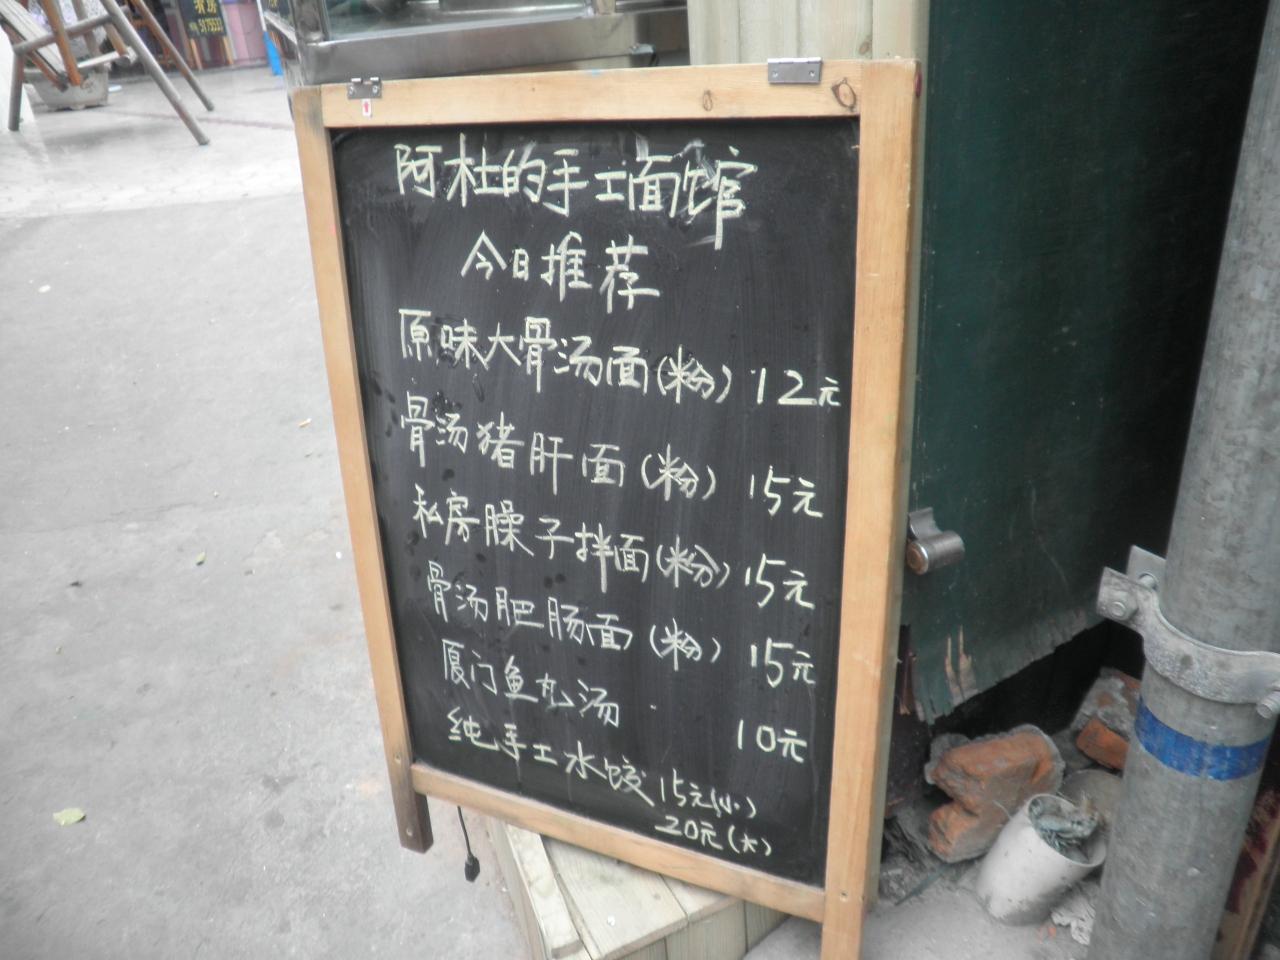 阿杜的手工面馆
今日推荐
原味大骨汤面(粉) 12元
骨汤猪肝面(粉) 15元
私房臊子拌面(粉) 15元
骨汤肥肠面(粉) 15元
厦门鱼丸汤 10元
纯手工水饺 15元(小)
20元(大)